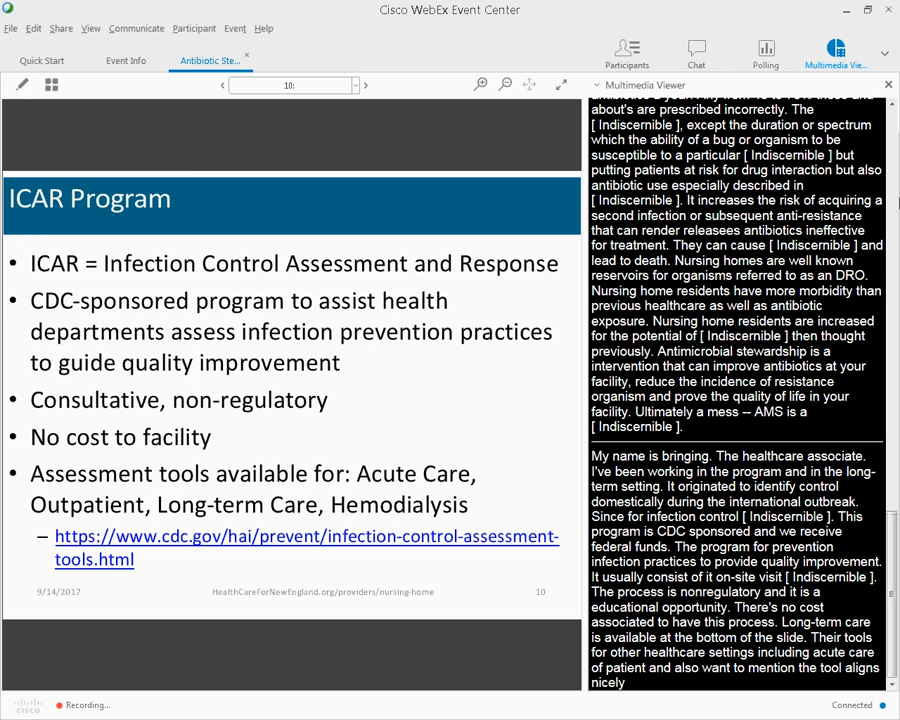 Cisco WebEx Event Center
File Edit Share View Communicate Participant Event Help
Quick Start Event Info Antibiotic Ste...
Participants Chat Polling Multimedia Vie...
10:
Multimedia Viewer
ICAR Program
• ICAR = Infection Control Assessment and Response
• CDC-sponsored program to assist health
departments assess infection prevention practices
to guide quality improvement
• Consultative, non-regulatory
• No cost to facility
• Assessment tools available for: Acute Care,
Outpatient, Long-term Care, Hemodialysis
– https://www.cdc.gov/hai/prevent/infection-control-assessment-
tools.html
9/14/2017 HealthCareForNewEngland.org/providers/nursing-home 10
about's are prescribed incorrectly. The
[ Indiscernible ], except the duration or spectrum
which the ability of a bug or organism to be
susceptible to a particular [ Indiscernible ] but
putting patients at risk for drug interaction but also
antibiotic use especially described in
[ Indiscernible ]. It increases the risk of acquiring a
second infection or subsequent anti-resistance
that can render releases antibiotics ineffective
for treatment. They can cause [ Indiscernible ] and
lead to death. Nursing homes are well known
reservoirs for organisms referred to as an DRO.
Nursing home residents have more morbidity than
previous healthcare as well as antibiotic
exposure. Nursing home residents are increased
for the potential of [ Indiscernible ] then thought
previously. Antimicrobial stewardship is a
intervention that can improve antibiotics at your
facility, reduce the incidence of resistance
organism and prove the quality of life in your
facility. Ultimately a mess -- AMS is a
[ Indiscernible ].
My name is bringing. The healthcare associate.
I've been working in the program and in the long-
term setting. It originated to identify control
domestically during the international outbreak.
Since for infection control [ Indiscernible ]. This
program is CDC sponsored and we receive
federal funds. The program for prevention
infection practices to provide quality improvement.
It usually consist of it on-site visit [ Indiscernible ].
The process is nonregulatory and it is a
educational opportunity. There's no cost
associated to have this process. Long-term care
is available at the bottom of the slide. Their tools
for other healthcare settings including acute care
of patient and also want to mention the tool aligns
nicely
cisco
Recording...
Connected